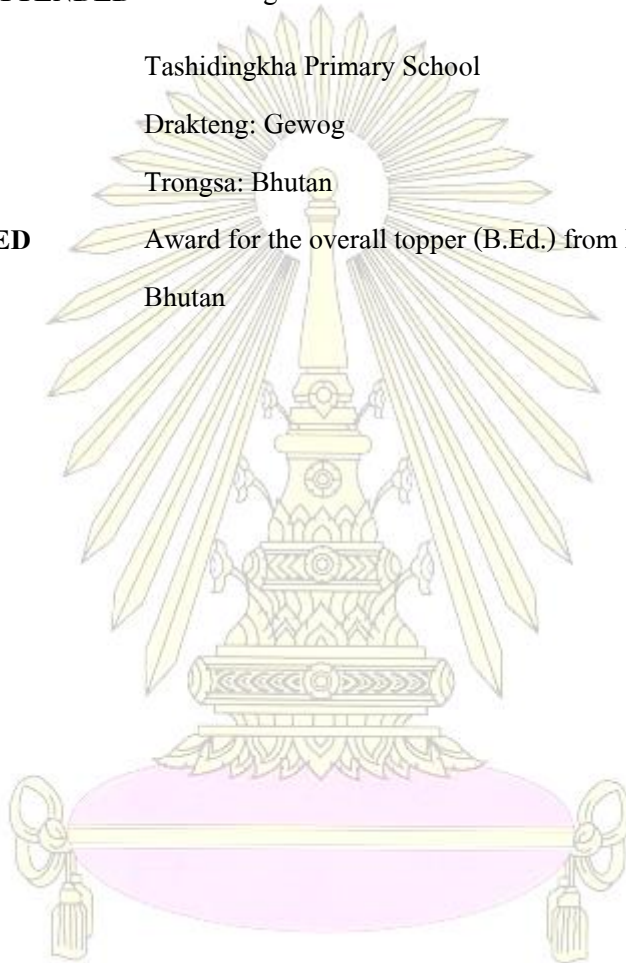 Tashidingkha Primary School
Drakteng: Gewog
Trongsa: Bhutan
Award for the overall topper (B.Ed.) from
Bhutan